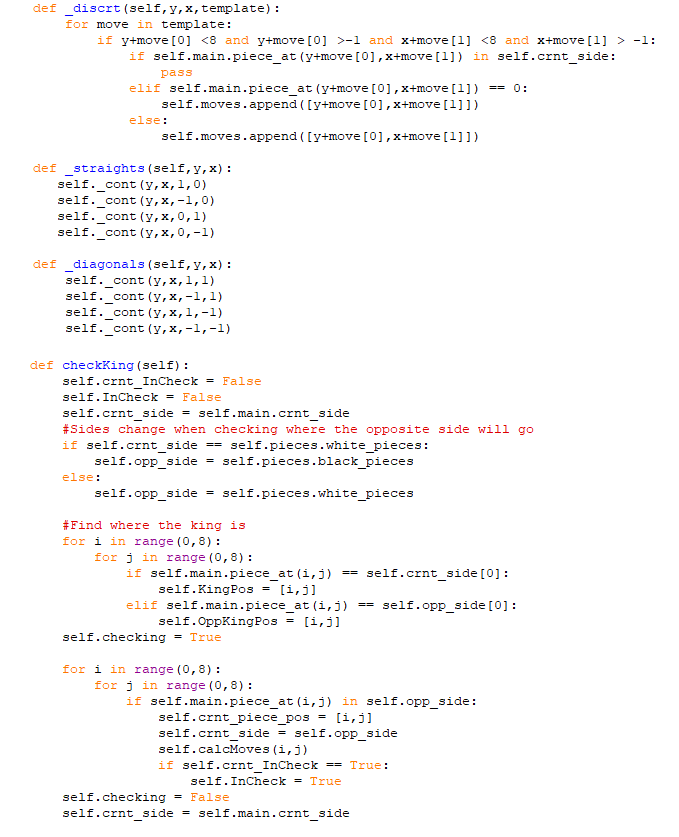 def _discrt(self,y,x,template):
    for move in template:
        if y+move[0] <8 and y+move[0] >-1 and x+move[1] <8 and x+move[1] > -1:
            if self.main.piece_at(y+move[0],x+move[1]) in self.crnt_side:
                pass
            elif self.main.piece_at(y+move[0],x+move[1]) == 0:
                self.moves.append([y+move[0],x+move[1]])
            else:
                self.moves.append([y+move[0],x+move[1]])

def _straights(self,y,x):
   self._cont(y,x,1,0)
   self._cont(y,x,-1,0)
   self._cont(y,x,0,1)
   self._cont(y,x,0,-1)

def _diagonals(self,y,x):
    self._cont(y,x,1,1)
    self._cont(y,x,-1,1)
    self._cont(y,x,1,-1)
    self._cont(y,x,-1,-1)

def checkKing(self):
    self.crnt_InCheck = False
    self.InCheck = False
    self.crnt_side = self.main.crnt_side
    #Sides change when checking where the opposite side will go
    if self.crnt_side == self.pieces.white_pieces:
        self.opp_side = self.pieces.black_pieces
    else:
        self.opp_side = self.pieces.white_pieces

    #Find where the king is
    for i in range(0,8):
        for j in range(0,8):
            if self.main.piece_at(i,j) == self.crnt_side[0]:
                self.KingPos = [i,j]
            elif self.main.piece_at(i,j) == self.opp_side[0]:
                self.OppKingPos = [i,j]
    self.checking = True

    for i in range(0,8):
        for j in range(0,8):
            if self.main.piece_at(i,j) in self.opp_side:
                self.crnt_piece_pos = [i,j]
                self.crnt_side = self.opp_side
                self.calcMoves(i,j)
                if self.crnt_InCheck == True:
                    self.InCheck = True
    self.checking = False
    self.crnt_side = self.main.crnt_side